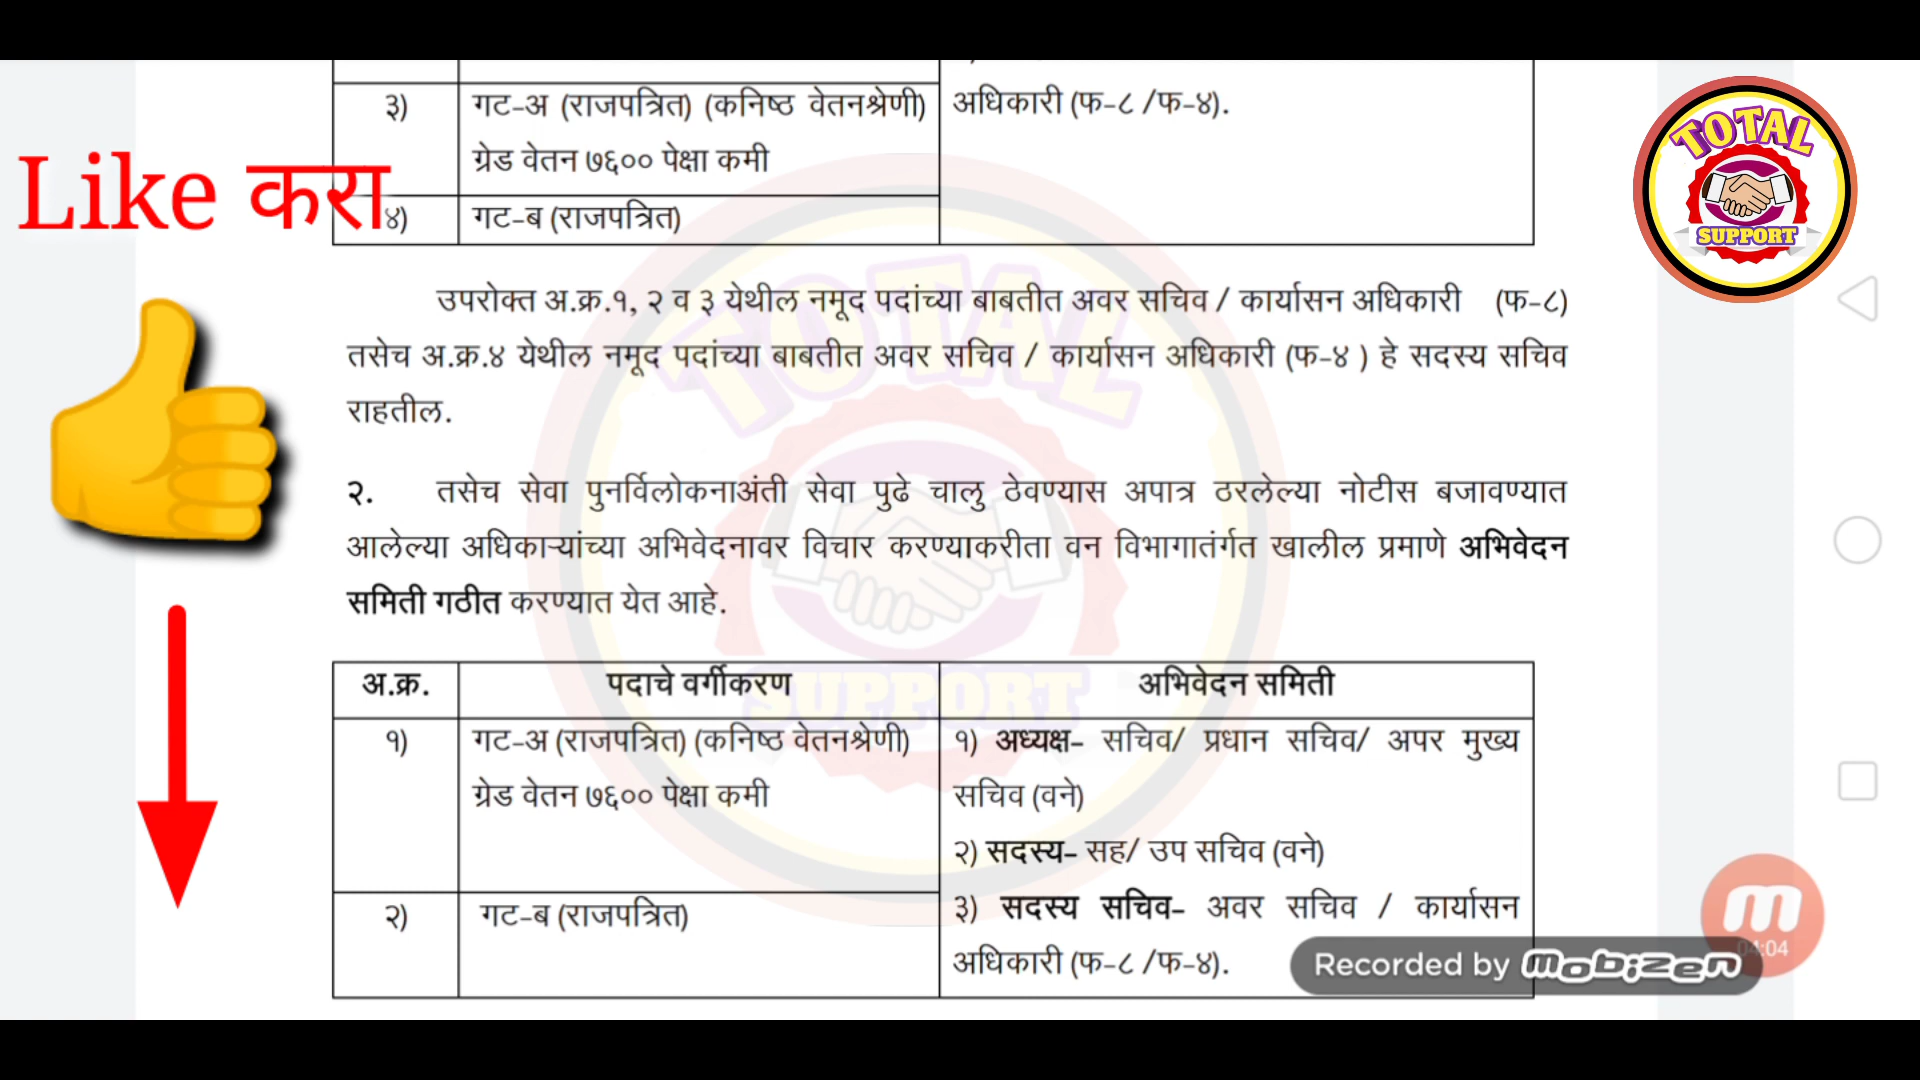 ३) गट-अ (राजपत्रित) (कनिष्ठ वेतनश्रेणी) अधिकारी (फ-८ /फ-४).
ग्रेड वेतन ७६०० पेक्षा कमी
४) गट-ब (राजपत्रित)
Like करा
TOTAL
SUPPORT
उपरोक्त अ.क्र.१, २ व ३ येथील नमूद पदांच्या बाबतीत अवर सचिव / कार्यासन अधिकारी (फ-८)
तसेच अ.क्र.४ येथील नमूद पदांच्या बाबतीत अवर सचिव / कार्यासन अधिकारी (फ-४ ) हे सदस्य सचिव
राहतील.
२. तसेच सेवा पुनर्विलोकनाअंती सेवा पुढे चालु ठेवण्यास अपात्र ठरलेल्या नोटीस बजावण्यात
आलेल्या अधिकाऱ्यांच्या अभिवेदनावर विचार करण्याकरीता वन विभागातंर्गत खालील प्रमाणे अभिवेदन
समिती गठीत करण्यात येत आहे.
TOTAL
SUPPORT
अ.क्र. पदाचे वर्गीकरण अभिवेदन समिती
१) गट-अ (राजपत्रित) (कनिष्ठ वेतनश्रेणी) १) अध्यक्ष- सचिव/ प्रधान सचिव/ अपर मुख्य
ग्रेड वेतन ७६०० पेक्षा कमी सचिव (वने)
२) सदस्य- सह/ उप सचिव (वने)
२) गट-ब (राजपत्रित) ३) सदस्य सचिव- अवर सचिव / कार्यासन
अधिकारी (फ-८ /फ-४).
04:04
Recorded by mobizen